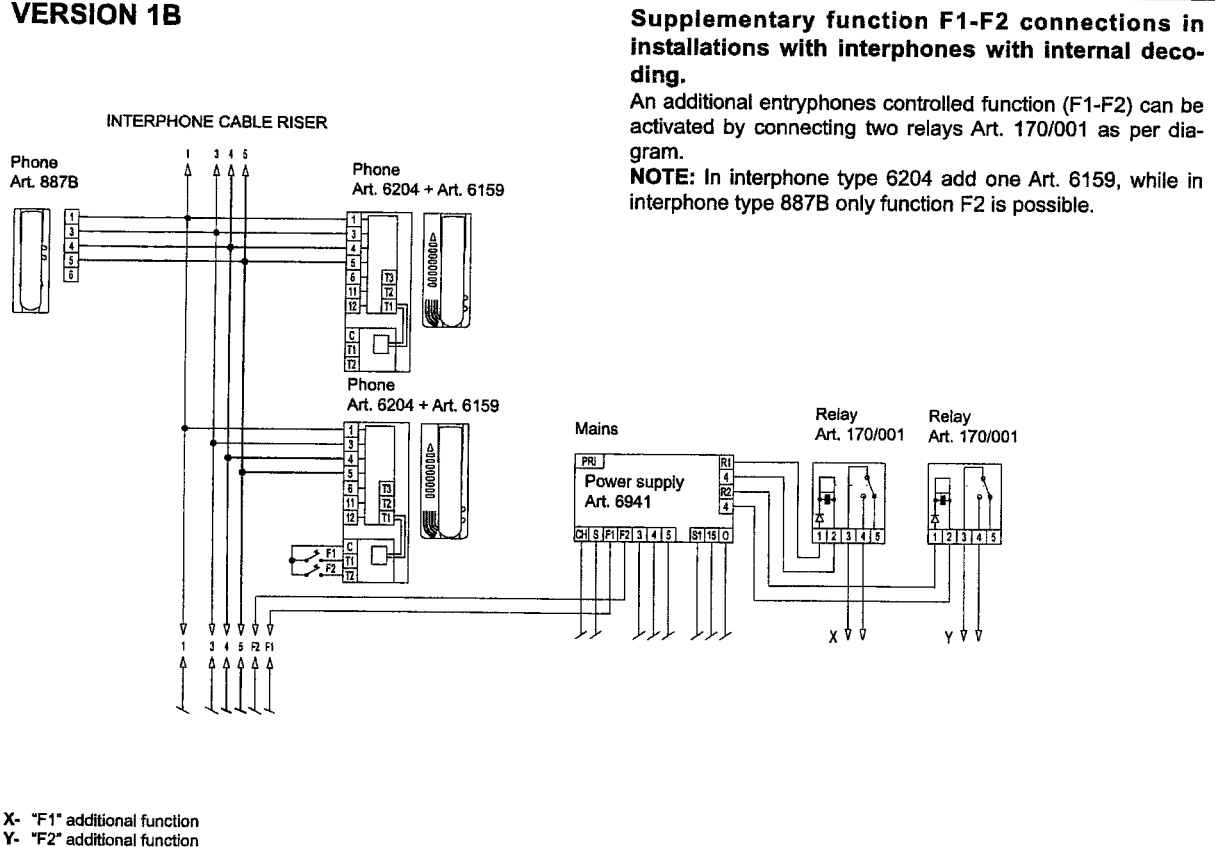 VERSION 1B
Supplementary function F1-F2 connections in
installations with interphones with internal deco-
ding.
An additional entryphones controlled function (F1-F2) can be
activated by connecting two relays Art. 170/001 as per dia-
gram.
NOTE: In interphone type 6204 add one Art. 6159, while in
interphone type 887B only function F2 is possible.
INTERPHONE CABLE RISER
1 3 4 5
Phone
Art. 887B
1
3
4
5
6
Phone
Art. 6204 + Art. 6159
1
3
4
5
6
11
12
T3
T2
T1
C
T1
T2
Phone
Art. 6204 + Art. 6159
1
3
4
5
6
11
12
T3
T2
T1
C
T1
T2
F1
F2
Mains
PRI
Power supply
Art. 6941
R1
4
R2
4
CH S F1 F2 3 4 5 S1 15 0
Relay
Art. 170/001
1 2 3 4 5
Relay
Art. 170/001
1 2 3 4 5
X
Y
1 3 4 5 F2 F1
X- "F1" additional function
Y- "F2" additional function